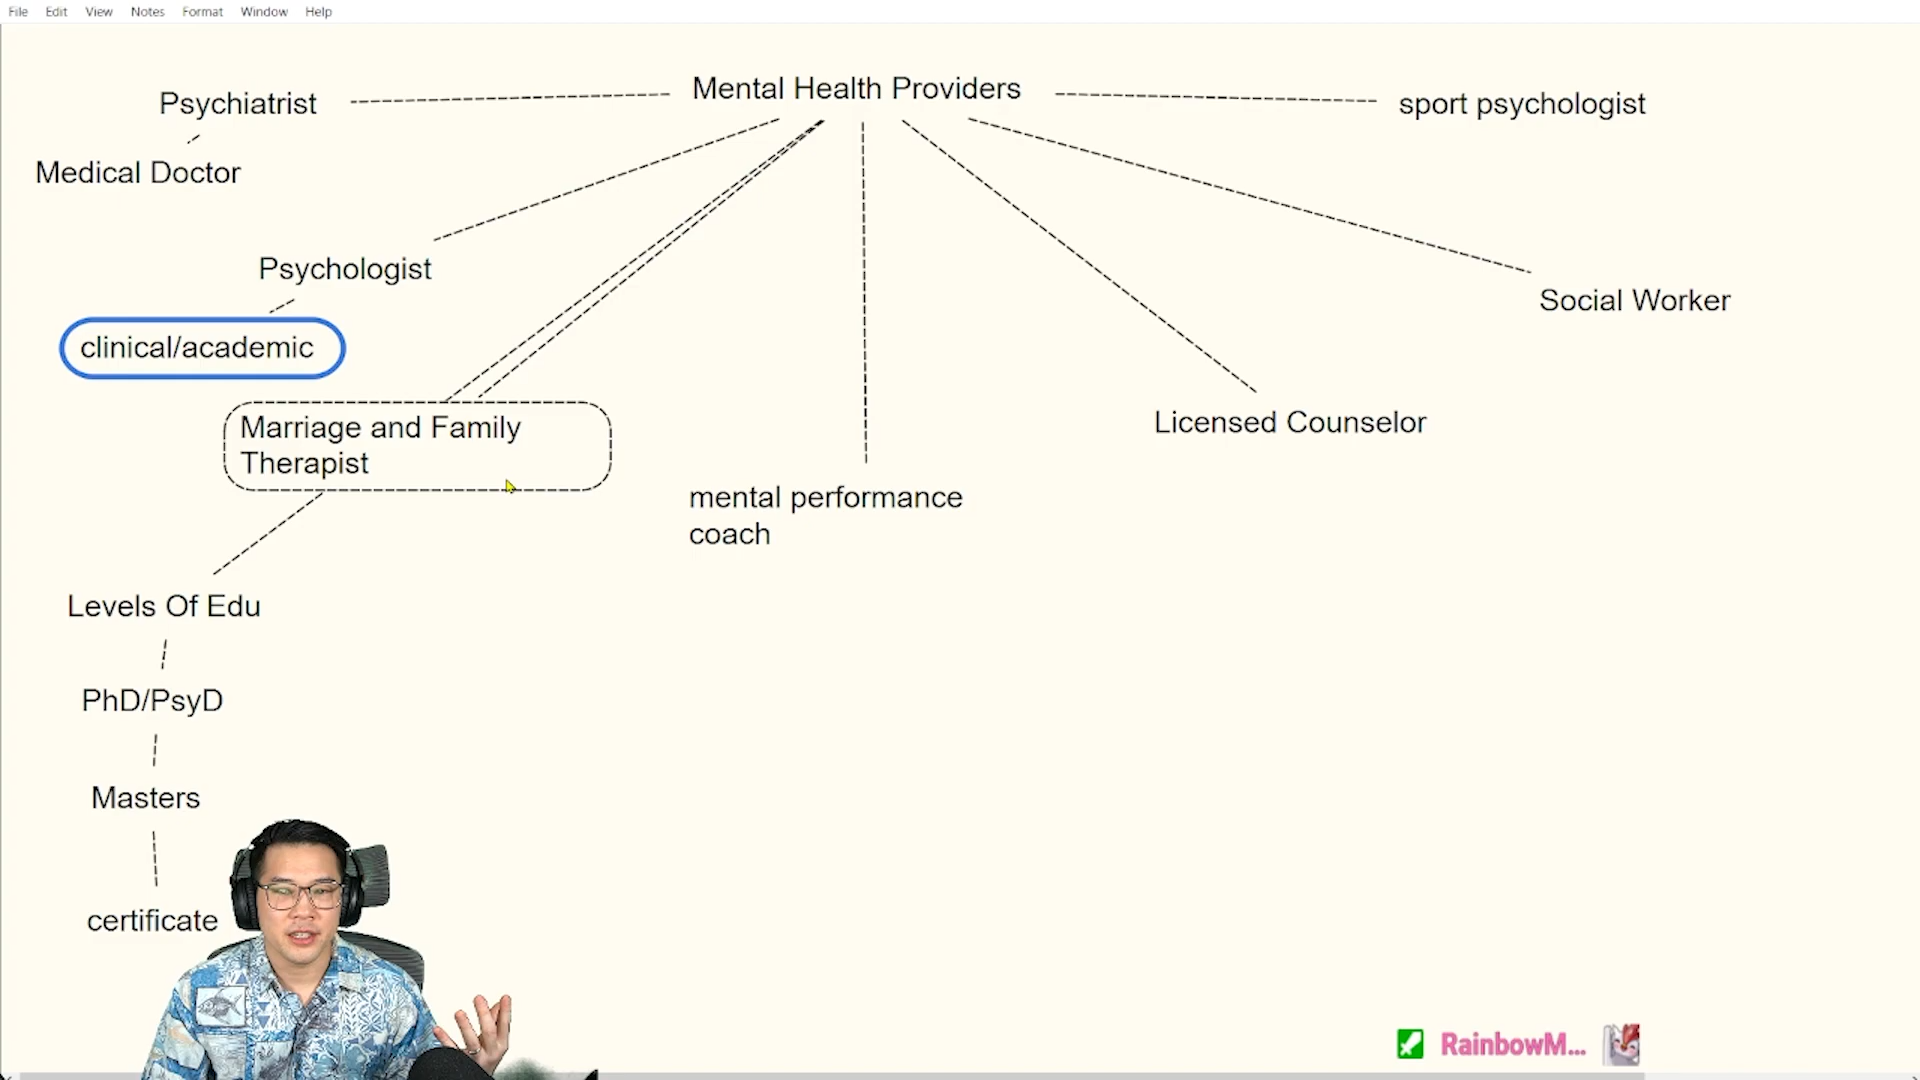 File Edit View Notes Format Window Help
Mental Health Providers
Psychiatrist
sport psychologist
Medical Doctor
Psychologist
Social Worker
clinical/academic
Marriage and Family
Therapist
Licensed Counselor
mental performance
coach
Levels Of Edu
PhD/PsyD
Masters
certificate
RainbowM...